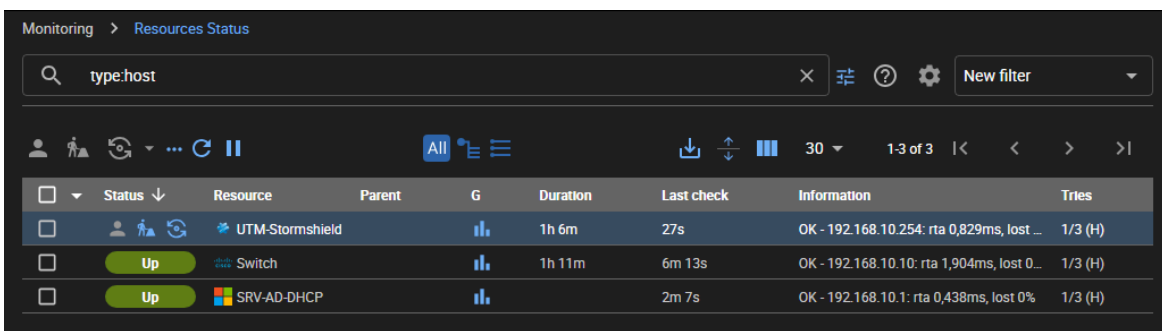 Monitoring > Resources Status
type:host New filter
All 30 1-3 of 3
Status Resource Parent G Duration Last check Information Tries
UTM-Stormshield 1h 6m 27s OK - 192.168.10.254: rta 0,829ms, lost ... 1/3 (H)
Up Switch 1h 11m 6m 13s OK - 192.168.10.10: rta 1,904ms, lost 0... 1/3 (H)
Up SRV-AD-DHCP 2m 7s OK - 192.168.10.1: rta 0,438ms, lost 0% 1/3 (H)